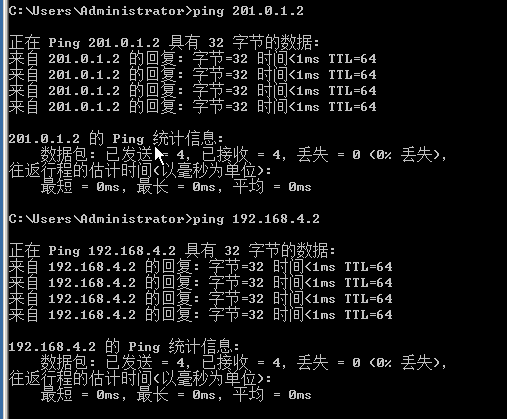 C:\Users\Administrator>ping 201.0.1.2
正在 Ping 201.0.1.2 具有 32 字节的数据:
来自 201.0.1.2 的回复: 字节=32 时间<1ms TTL=64
来自 201.0.1.2 的回复: 字节=32 时间<1ms TTL=64
来自 201.0.1.2 的回复: 字节=32 时间<1ms TTL=64
来自 201.0.1.2 的回复: 字节=32 时间<1ms TTL=64
201.0.1.2 的 Ping 统计信息:
数据包: 已发送 = 4, 已接收 = 4, 丢失 = 0 (0% 丢失),
往返行程的估计时间(以毫秒为单位):
最短 = 0ms, 最长 = 0ms, 平均 = 0ms
C:\Users\Administrator>ping 192.168.4.2
正在 Ping 192.168.4.2 具有 32 字节的数据:
来自 192.168.4.2 的回复: 字节=32 时间<1ms TTL=64
来自 192.168.4.2 的回复: 字节=32 时间<1ms TTL=64
来自 192.168.4.2 的回复: 字节=32 时间<1ms TTL=64
来自 192.168.4.2 的回复: 字节=32 时间<1ms TTL=64
192.168.4.2 的 Ping 统计信息:
数据包: 已发送 = 4, 已接收 = 4, 丢失 = 0 (0% 丢失),
往返行程的估计时间(以毫秒为单位):
最短 = 0ms, 最长 = 0ms, 平均 = 0ms